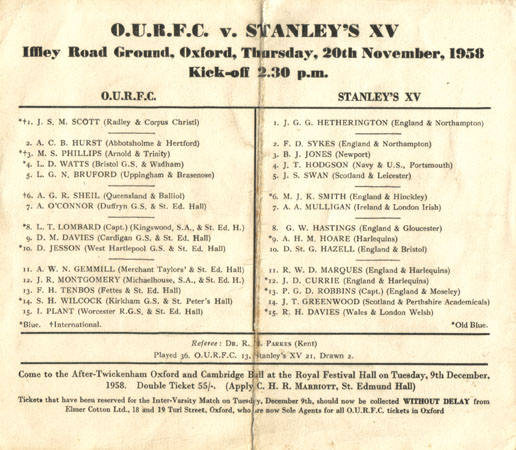 O.U.R.F.C. v. STANLEY'S XV
Iffley Road Ground, Oxford, Thursday, 20th November, 1958
Kick-off 2.30 p.m.
O.U.R.F.C.
*†1. J. S. M. SCOTT (Radley & Corpus Christi)
2. A. C. B. HURST (Abbotsholme & Hertford)
*†3. M. S. PHILLIPS (Arnold & Trinity)
*4. L. D. WATTS (Bristol G.S. & Wadham)
5. L. G. N. BRUFORD (Uppingham & Brasenose)
†6. A. G. R. SHEIL (Queensland & Balliol)
7. A. O'CONNOR (Duffryn G.S. & St. Ed. Hall)
*8. L. T. LOMBARD (Capt.) (Kingswood, S.A., & St. Ed. H.)
9. D. M. DAVIES (Cardigan G.S. & St. Ed. Hall)
*10. D. JESSON (West Hartlepool G.S. & St. Ed. Hall)
11. A. W. N. GEMMILL (Merchant Taylors' & St. Ed. Hall)
12. J. R. MONTGOMERY (Michaelhouse, S.A., & St. Ed. H.)
13. F. H. TENBOS (Fettes & St. Ed. Hall)
*14. S. H. WILCOCK (Kirkham G.S. & St. Peter's Hall)
15. I. PLANT (Worcester R.G.S. & St. Ed. Hall)
*Blue. †International.
STANLEY'S XV
1. J. G. G. HETHERINGTON (England & Northampton)
2. F. D. SYKES (England & Northampton)
3. B. J. JONES (Newport)
4. J. T. HODGSON (Navy & U.S., Portsmouth)
5. J. S. SWAN (Scotland & Leicester)
*6. M. J. K. SMITH (England & Hinckley)
7. A. A. MULLIGAN (Ireland & London Irish)
8. G. W. HASTINGS (England & Gloucester)
*9. A. H. M. HOARE (Harlequins)
10. D. St. G. HAZELL (England & Bristol)
11. R. W. D. MARQUES (England & Harlequins)
*12. J. D. CURRIE (England & Harlequins)
*13. P. G. D. ROBBINS (Capt.) (England & Moseley)
14. J. T. GREENWOOD (Scotland & Perthshire Academicals)
*15. R. H. DAVIES (Wales & London Welsh)
*Old Blue.
Referee: Dr. R. PARKES (Kent)
Played 36, O.U.R.F.C. 13, Stanley's XV 21, Drawn 2.
Come to the After-Twickenham Oxford and Cambridge Ball at the Royal Festival Hall on Tuesday, 9th December,
1958. Double Ticket 55/-. (Apply C. H. R. MARRIOTT, St. Edmund Hall)
Tickets that have been reserved for the Inter-Varsity Match on Tuesday, December 9th, should now be collected WITHOUT DELAY from
Elmer Cotton Ltd., 18 and 19 Turl Street, Oxford, who are now Sole Agents for all O.U.R.F.C. tickets in Oxford